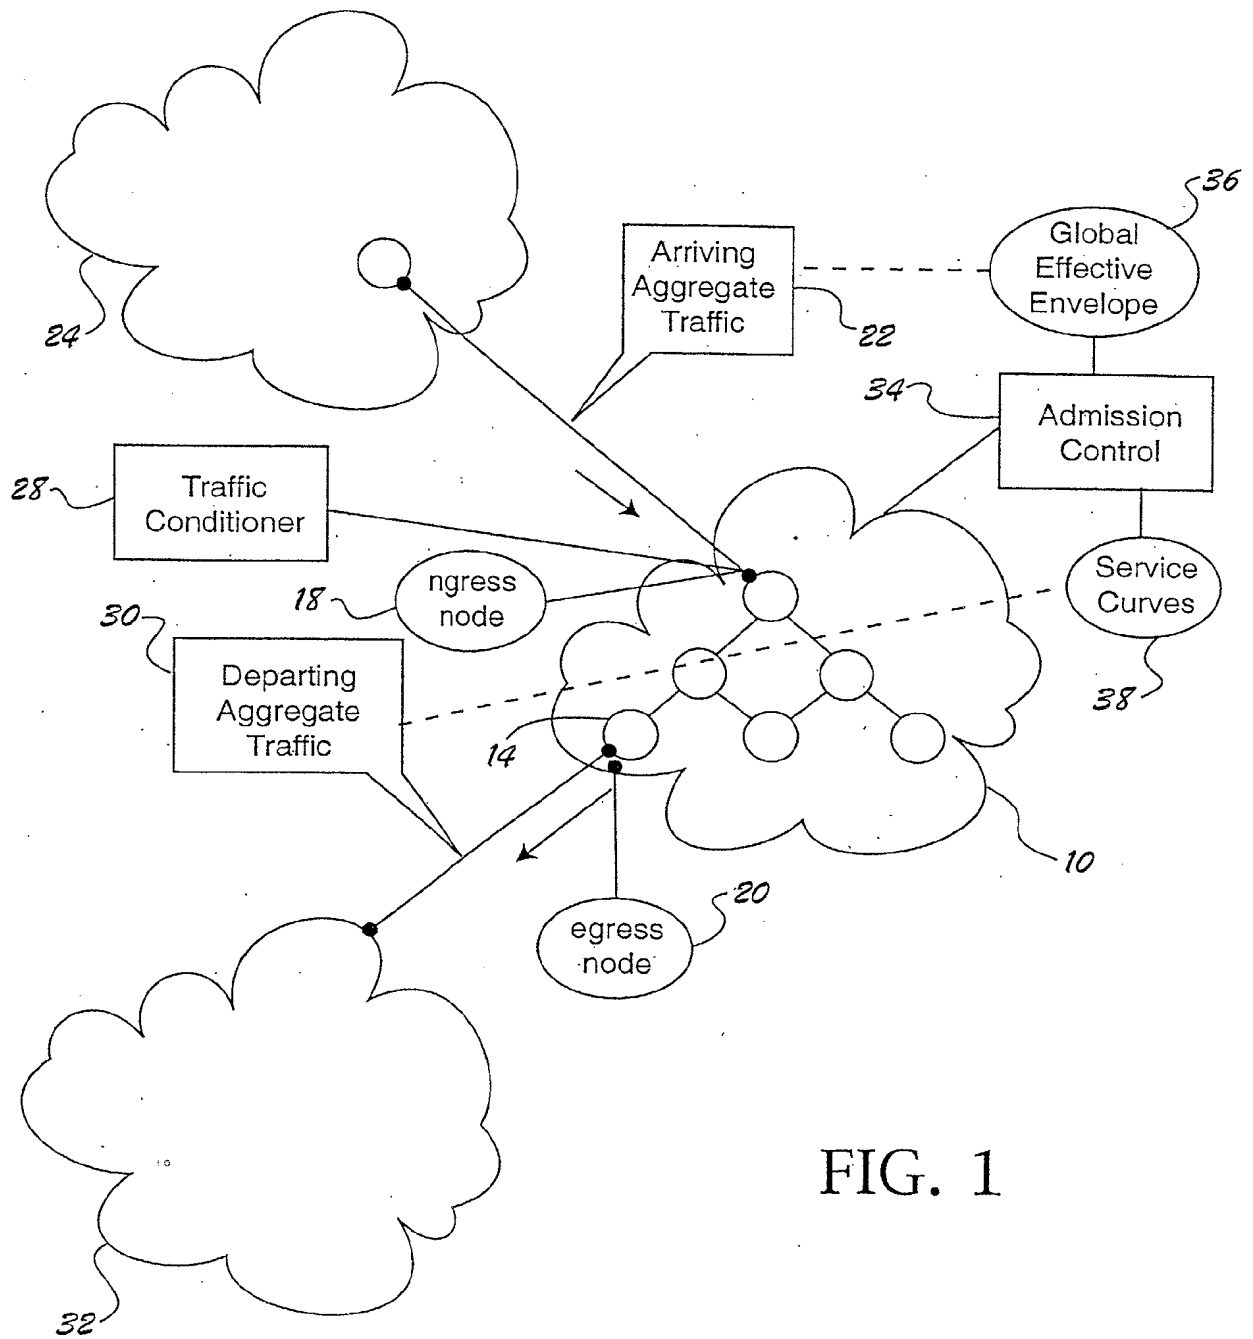 36
Global
Effective
Envelope
Arriving
Aggregate
Traffic
22
24
34
Admission
Control
28
Traffic
Conditioner
18
ngress
node
Service
Curves
38
30
Departing
Aggregate
Traffic
14
10
20
egress
node
FIG. 1
32